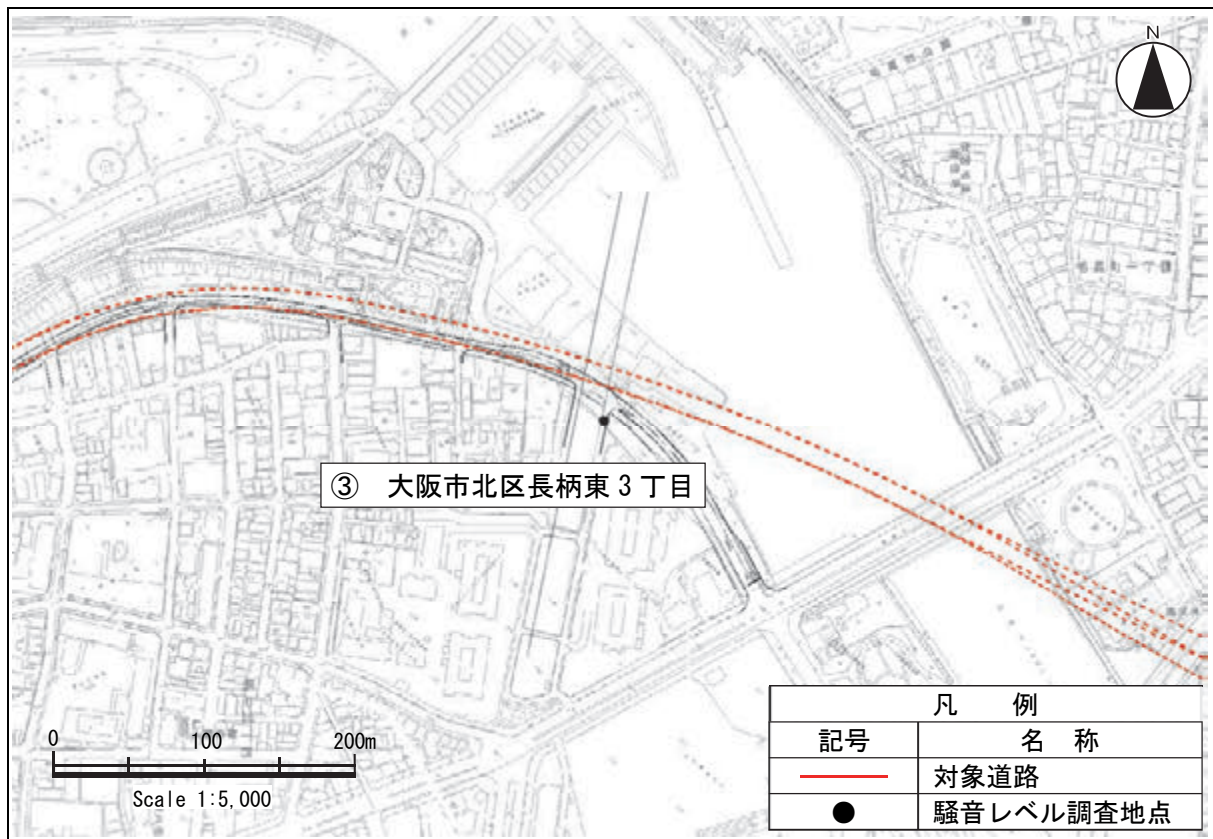 N
③ 大阪市北区長柄東3丁目
0 100 200m
Scale 1:5,000
凡 例
記号 名 称
対象道路
騒音レベル調査地点